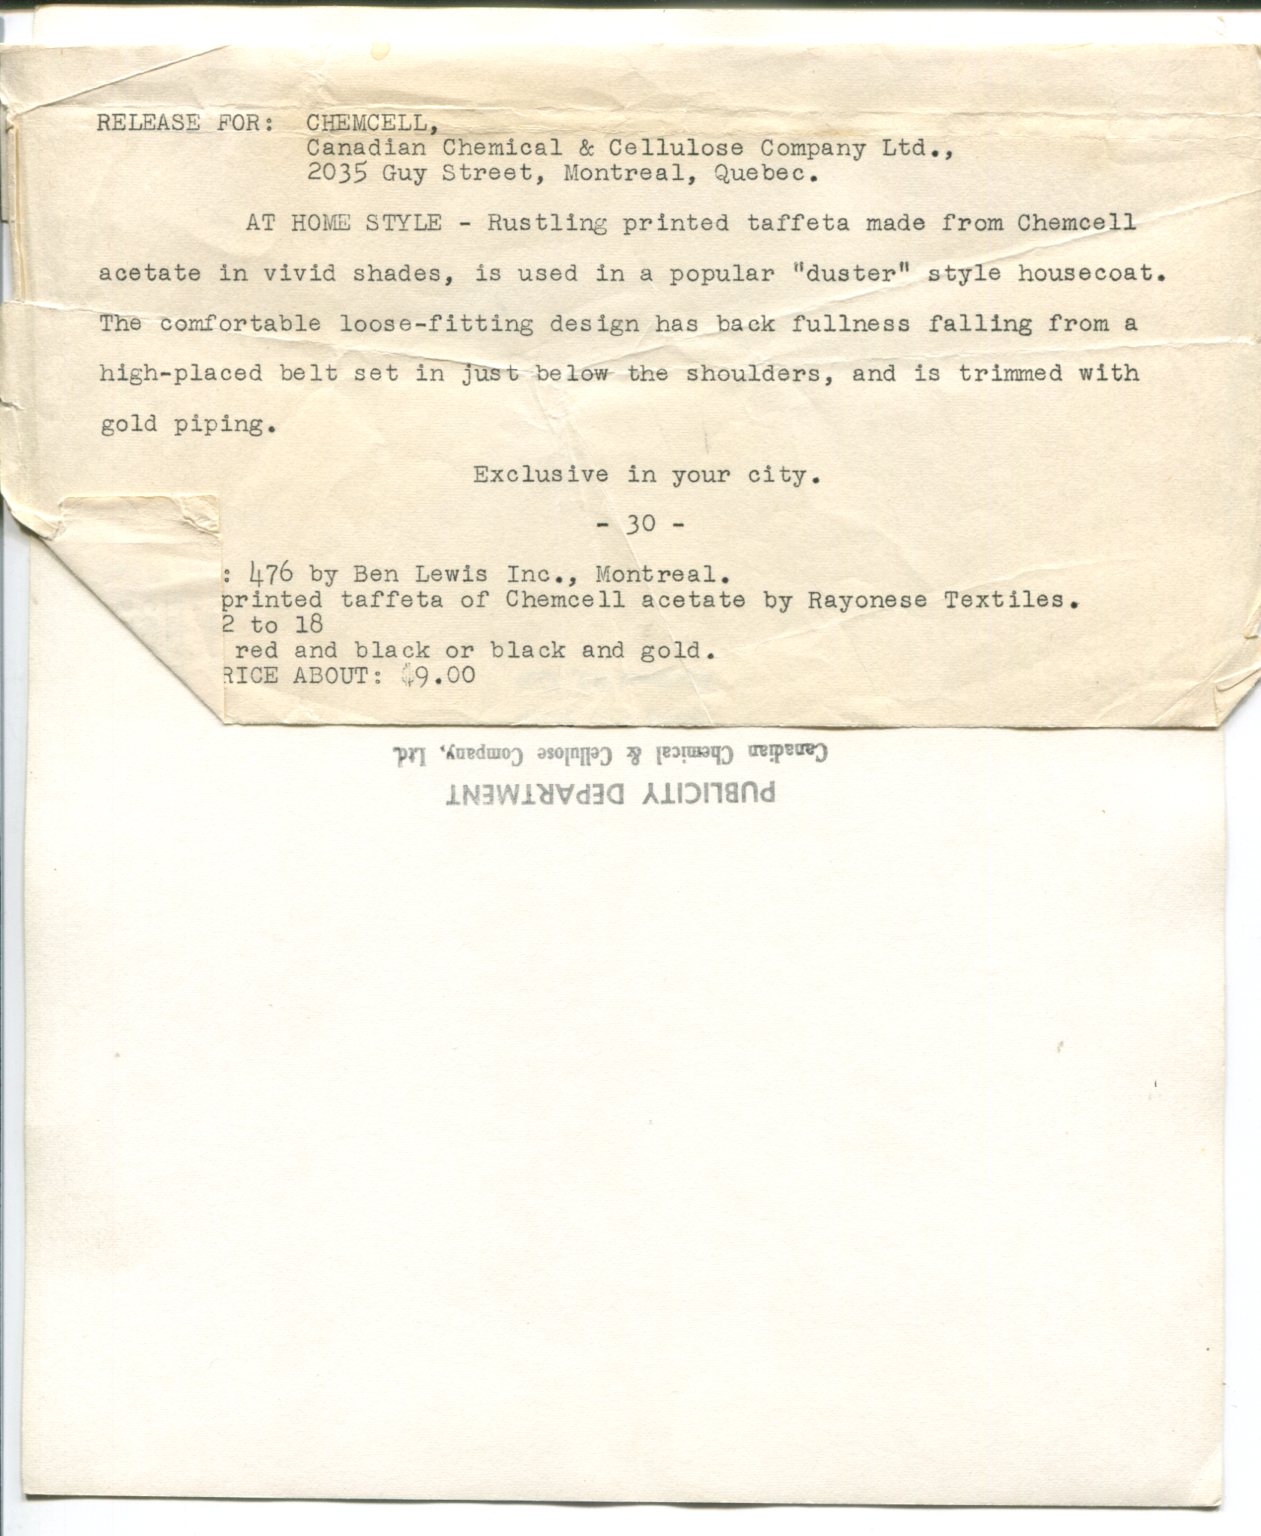 RELEASE FOR: CHEMCELL,
Canadian Chemical & Cellulose Company Ltd.,
2035 Guy Street, Montreal, Quebec.
AT HOME STYLE - Rustling printed taffeta made from Chemcell
acetate in vivid shades, is used in a popular "duster" style housecoat.
The comfortable loose-fitting design has back fullness falling from a
high-placed belt set in just below the shoulders, and is trimmed with
gold piping.
Exclusive in your city.
- 30 -
: 476 by Ben Lewis Inc., Montreal.
printed taffeta of Chemcell acetate by Rayonese Textiles.
2 to 18
red and black or black and gold.
RICE ABOUT: $9.00
PUBLICITY DEPARTMENT
Canadian Chemical & Cellulose Company, Ltd.